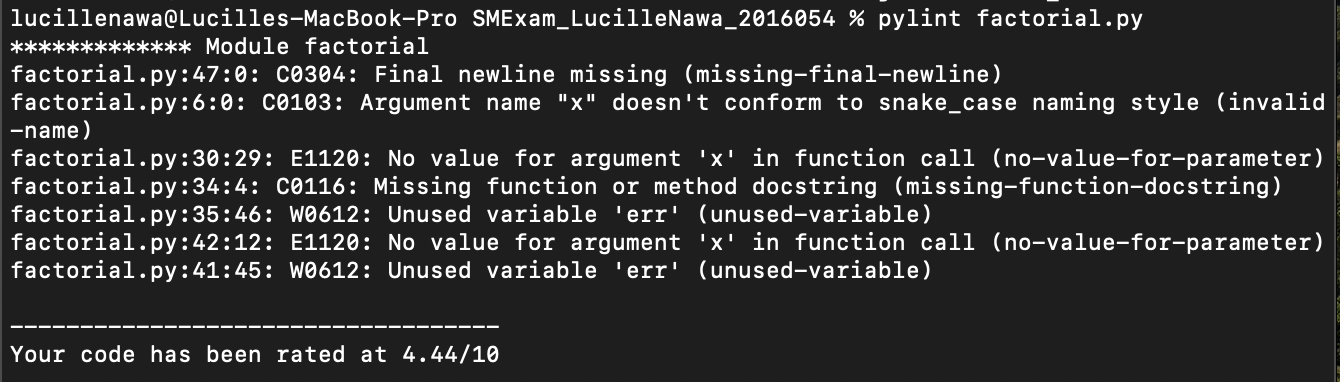 lucillenawa@Lucilles-MacBook-Pro SMExam_LucilleNawa_2016054 % pylint factorial.py
************* Module factorial
factorial.py:47:0: C0304: Final newline missing (missing-final-newline)
factorial.py:6:0: C0103: Argument name "x" doesn't conform to snake_case naming style (invalid
-name)
factorial.py:30:29: E1120: No value for argument 'x' in function call (no-value-for-parameter)
factorial.py:34:4: C0116: Missing function or method docstring (missing-function-docstring)
factorial.py:35:46: W0612: Unused variable 'err' (unused-variable)
factorial.py:42:12: E1120: No value for argument 'x' in function call (no-value-for-parameter)
factorial.py:41:45: W0612: Unused variable 'err' (unused-variable)
-----------------------------------
Your code has been rated at 4.44/10